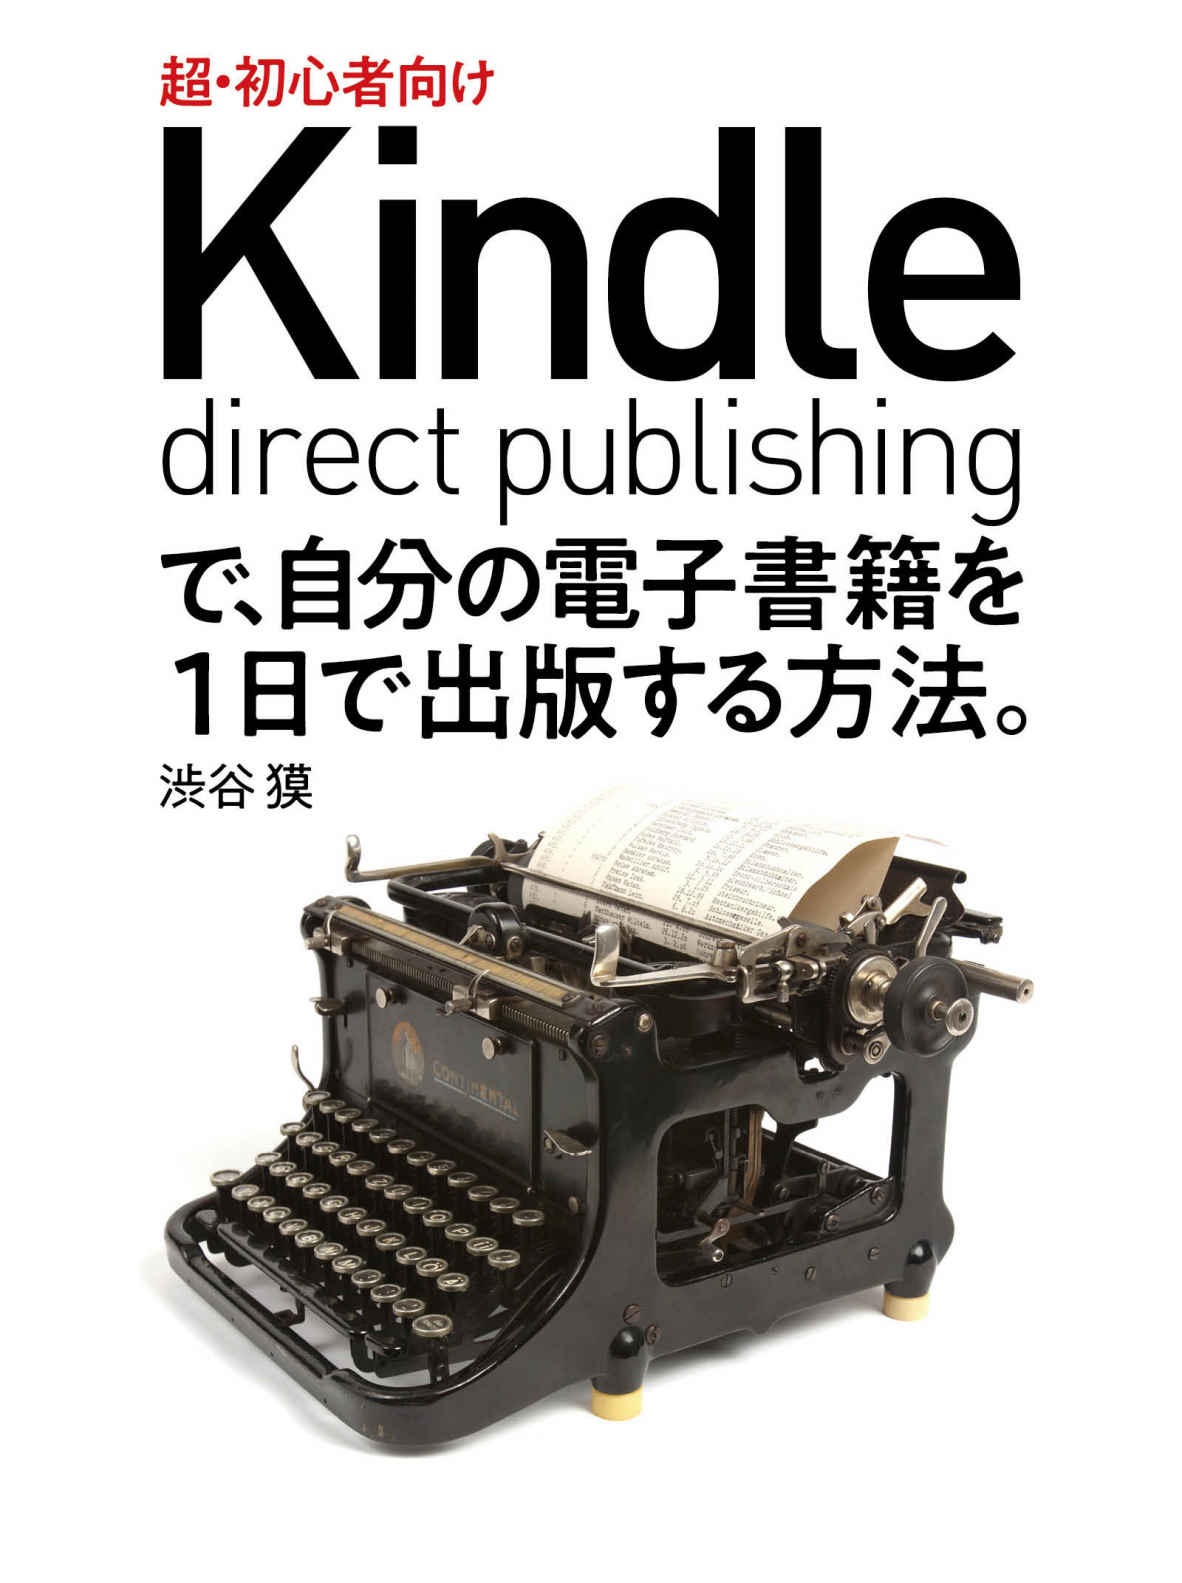 超・初心者向け
Kindle
direct publishing
で、自分の電子書籍を
1日で出版する方法。
渋谷 獏
CONTINENTAL